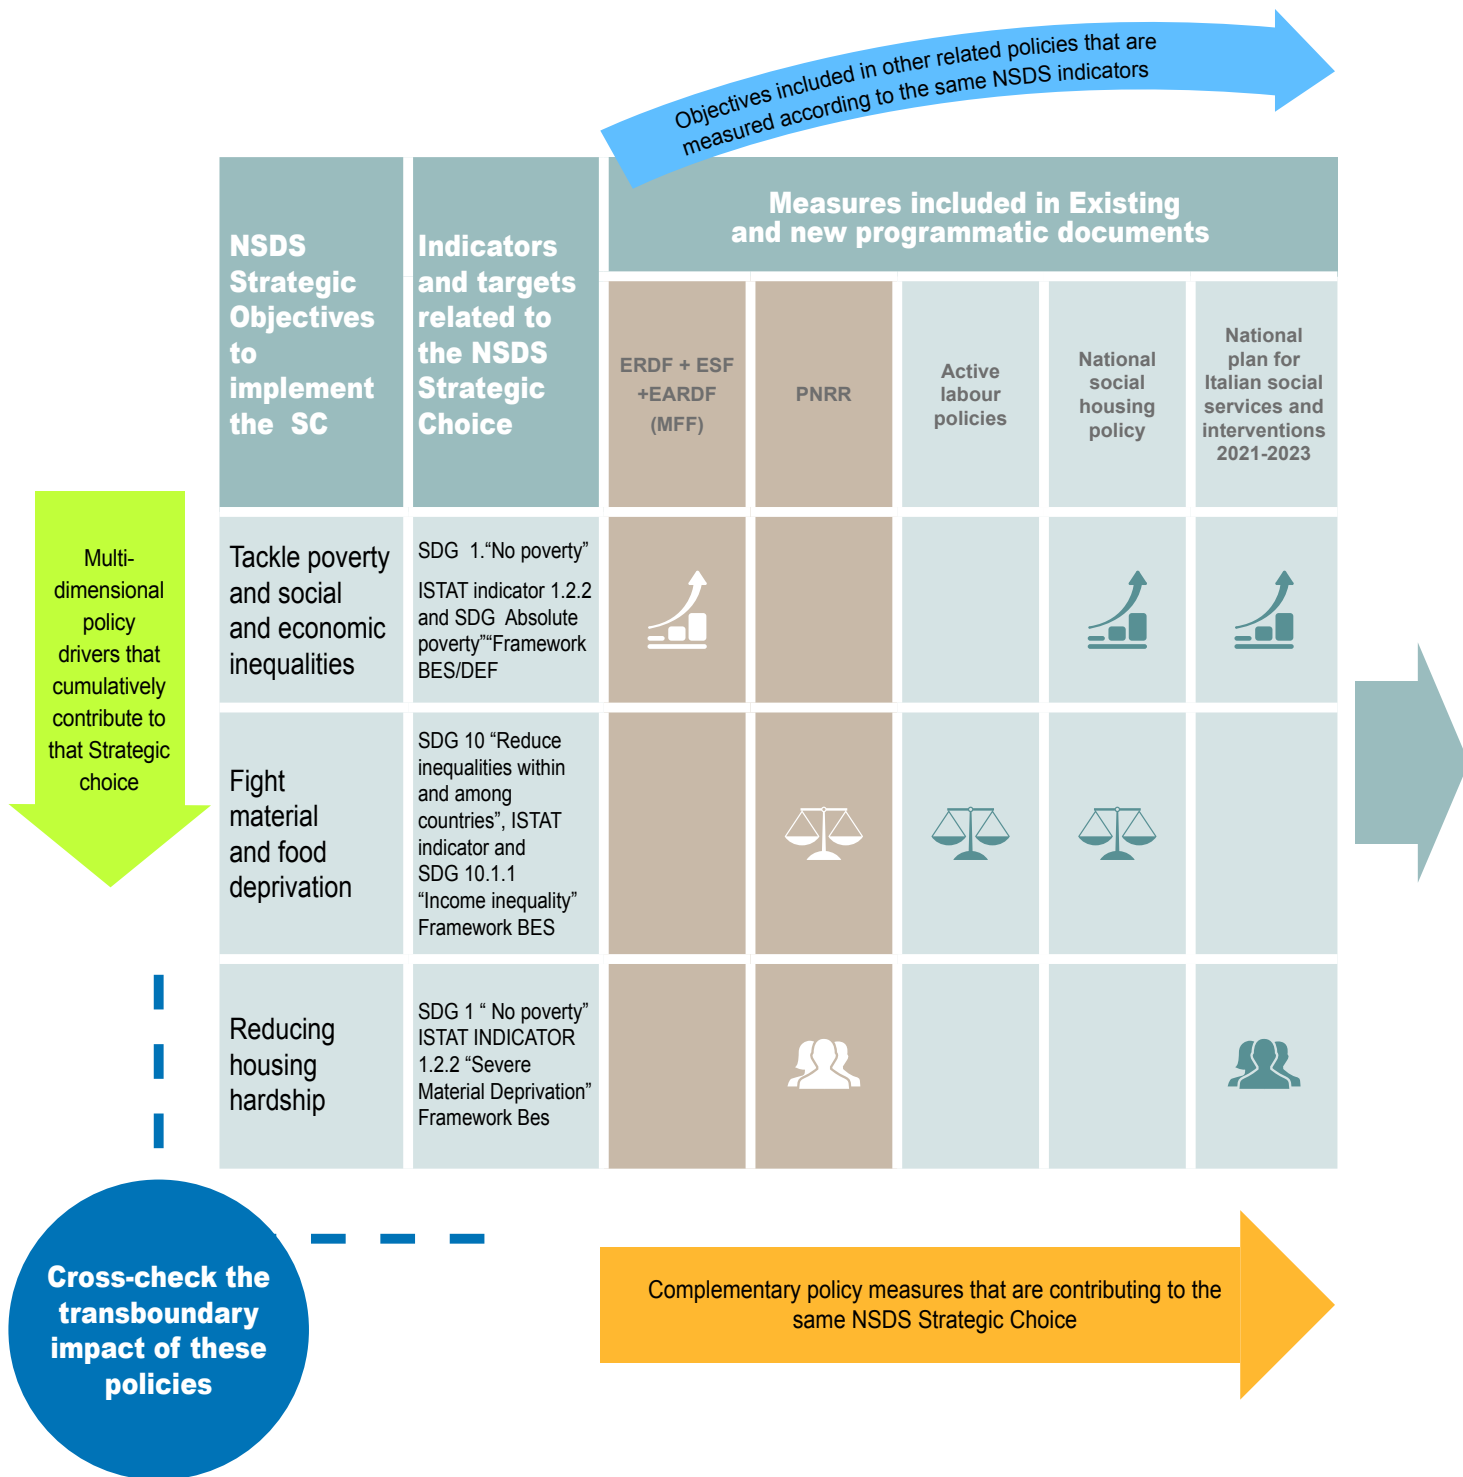 Objectives included in other related policies that are
measured according to the same NSDS indicators
NSDS
Strategic
Objectives
to
implement
the SC
Indicators
and targets
related to
the NSDS
Strategic
Choice
Measures included in Existing
and new programmatic documents
ERDF + ESF
+EARDF
(MFF)
PNRR
Active
labour
policies
National
social
housing
policy
National
plan for
Italian social
services and
interventions
2021-2023
Multi-
dimensional
policy
drivers that
cumulatively
contribute to
that Strategic
choice
Tackle poverty
and social
and economic
inequalities
SDG 1.“No poverty”
ISTAT indicator 1.2.2
and SDG Absolute
poverty”“Framework
BES/DEF
Fight
material
and food
deprivation
SDG 10 “Reduce
inequalities within
and among
countries”, ISTAT
indicator and
SDG 10.1.1
“Income inequality”
Framework BES
Reducing
housing
hardship
SDG 1 “ No poverty”
ISTAT INDICATOR
1.2.2 “Severe
Material Deprivation”
Framework Bes
Cross-check the
transboundary
impact of these
policies
Complementary policy measures that are contributing to the
same NSDS Strategic Choice